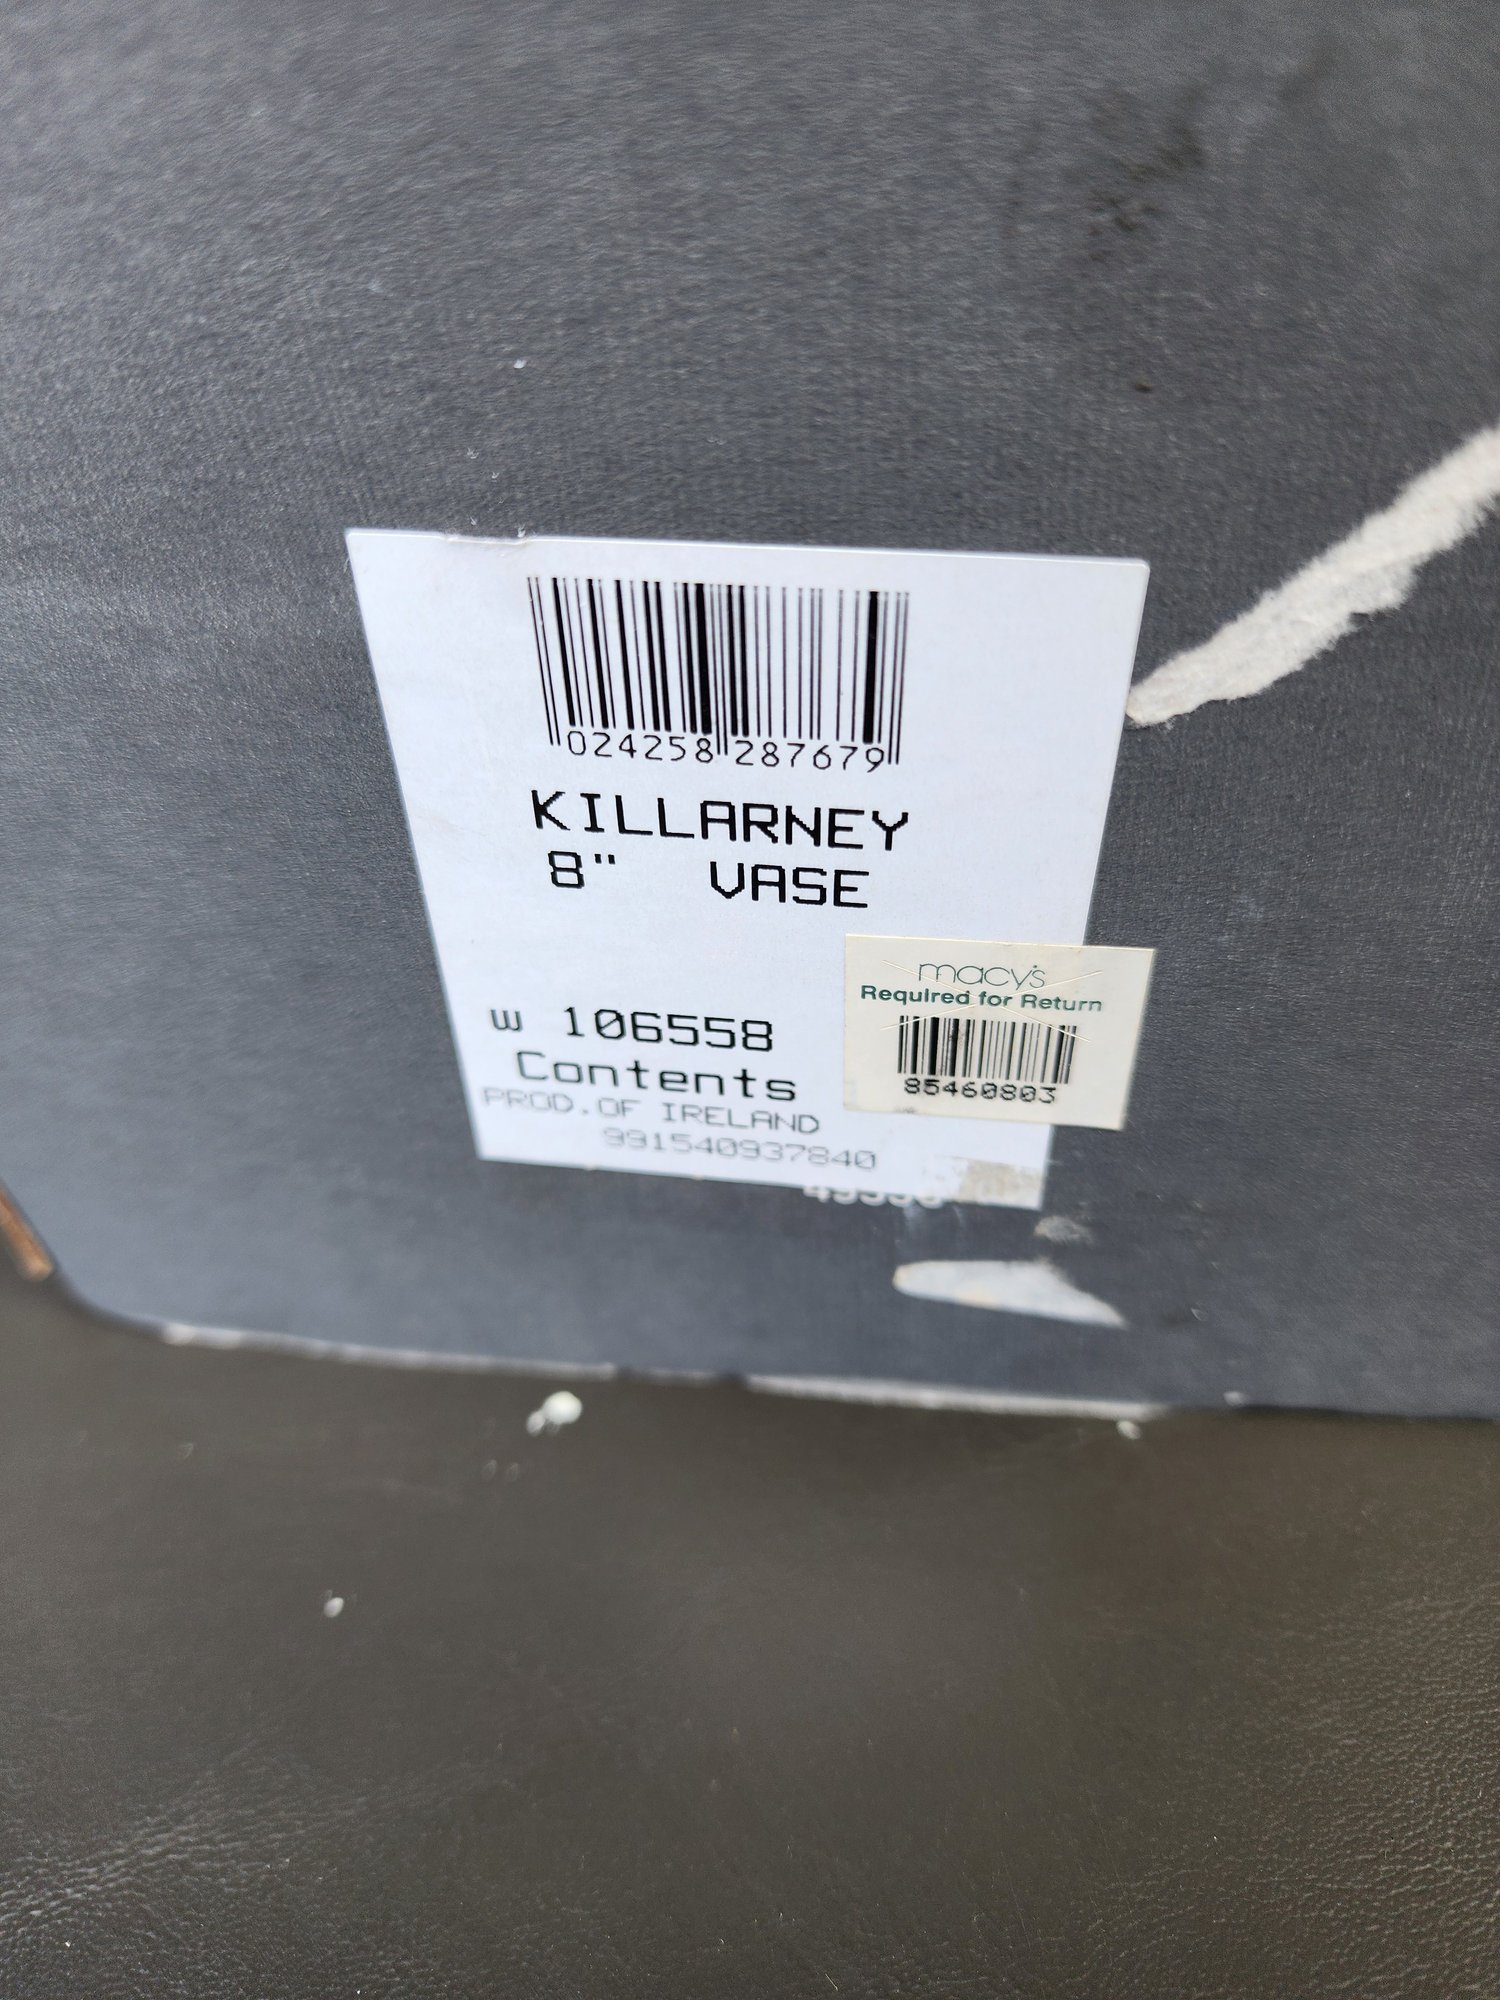 024258 287679
KILLARNEY
8" VASE
macy's
Required for Return
85460803
w 106558
Contents
PROD.OF IRELAND
991540937840